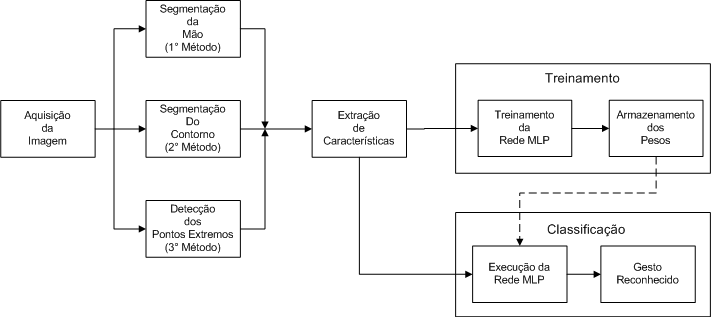 Aquisição
da
Imagem
Segmentação
da
Mão
(1° Método)
Segmentação
Do
Contorno
(2° Método)
Detecção
dos
Pontos Extremos
(3° Método)
Extração
de
Características
Treinamento
Treinamento
da
Rede MLP
Armazenamento
dos
Pesos
Classificação
Execução da
Rede MLP
Gesto
Reconhecido